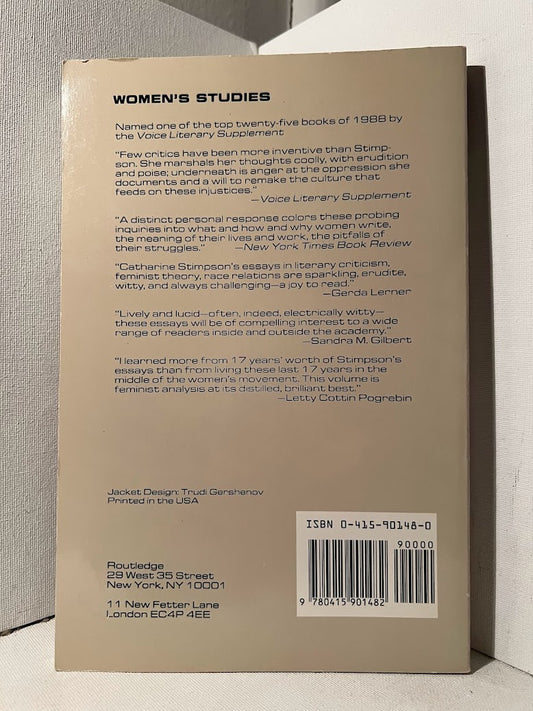 WOMEN'S STUDIES
Named one of the top twenty-five books of 1988 by
the Voice Literary Supplement
"Few critics have been more inventive than Stimp-
son. She marshals her thoughts coolly, with erudition
and poise; underneath is anger at the oppression she
documents and a will to remake the culture that
feeds on these injustices."
—Voice Literary Supplement
"A distinct personal response colors these probing
inquiries into what and how and why women write,
the meaning of their lives and work, the pitfalls of
their struggles." —New York Times Book Review
"Catharine Stimpson's essays in literary criticism,
feminist theory, race relations are sparkling, erudite,
witty, and always challenging—a joy to read."
—Gerda Lerner
"Lively and lucid—often, indeed, electrically witty—
these essays will be of compelling interest to a wide
range of readers inside and outside the academy."
—Sandra M. Gilbert
"I learned more from 17 years' worth of Stimpson's
essays than from living these last 17 years in the
middle of the women's movement. This volume is
feminist analysis at its distilled, brilliant best."
—Letty Cottin Pogrebin
Jacket Design: Trudi Gershenov
Printed in the USA
ISBN 0-415-90148-0
90000
9 780415 901482
Routledge
29 West 35 Street
New York, NY 10001
11 New Fetter Lane
London EC4P 4EE